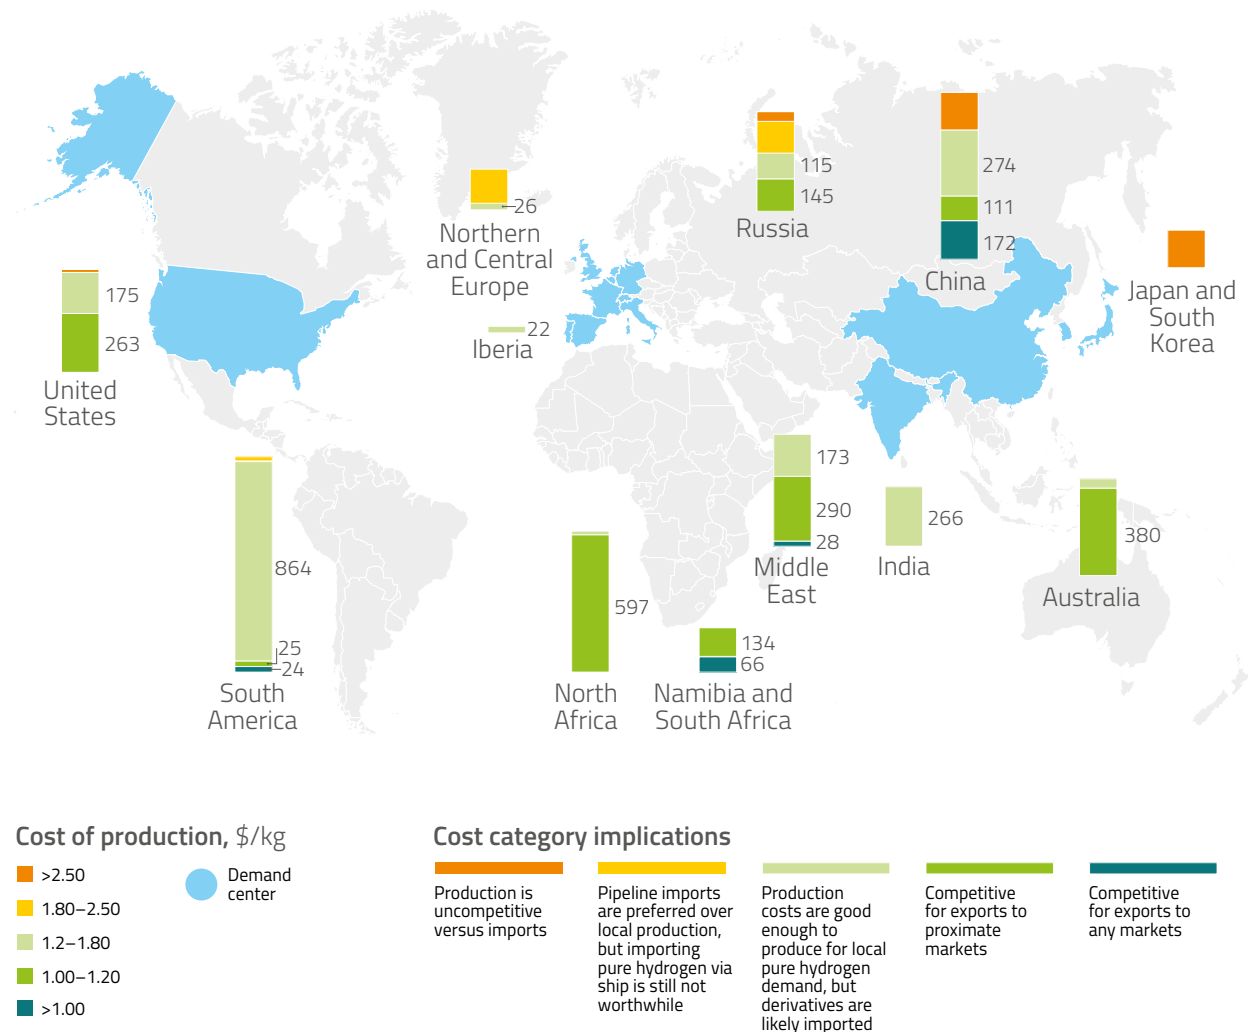 115
145
Russia
274
111
172
China
26
Northern
and Central
Europe
Japan and
South
Korea
22
Iberia
175
263
United
States
173
290
28
Middle
East
266
India
380
Australia
864
25
24
South
America
597
North
Africa
134
66
Namibia and
South Africa
Cost of production, $/kg
>2.50
1.80–2.50
1.2–1.80
1.00–1.20
>1.00
Demand
center
Cost category implications
Production is
uncompetitive
versus imports
Pipeline imports
are preferred over
local production,
but importing
pure hydrogen via
ship is still not
worthwhile
Production
costs are good
enough to
produce for local
pure hydrogen
demand, but
derivatives are
likely imported
Competitive
for exports to
proximate
markets
Competitive
for exports to
any markets